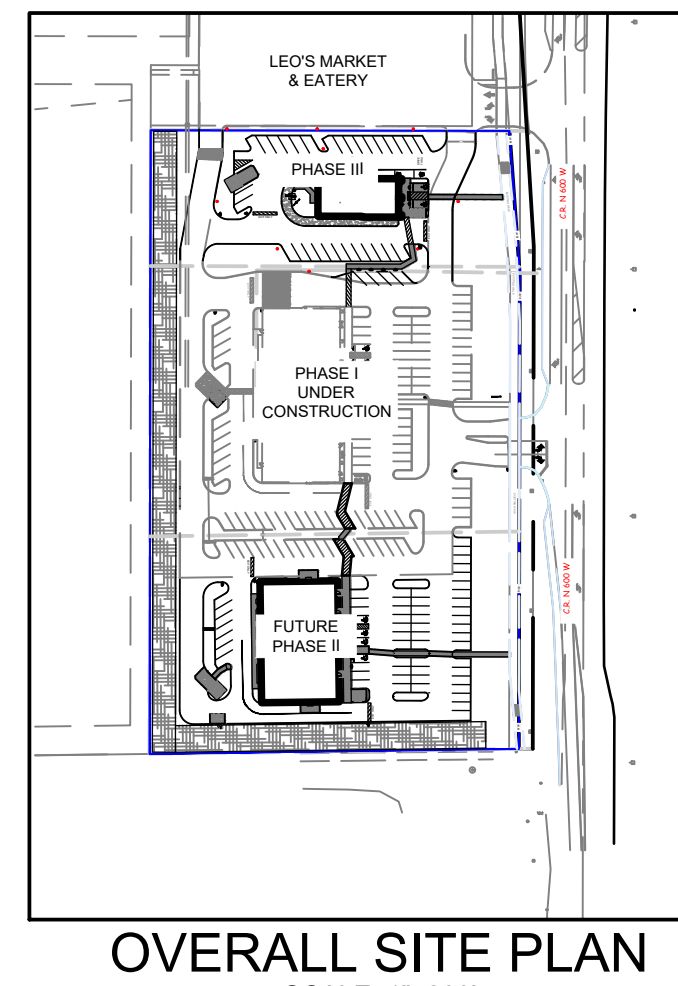 LEO'S MARKET
& EATERY
PHASE III
C.R. N 600 W
PHASE I
UNDER
CONSTRUCTION
C.R. N 600 W
FUTURE
PHASE II
OVERALL SITE PLAN